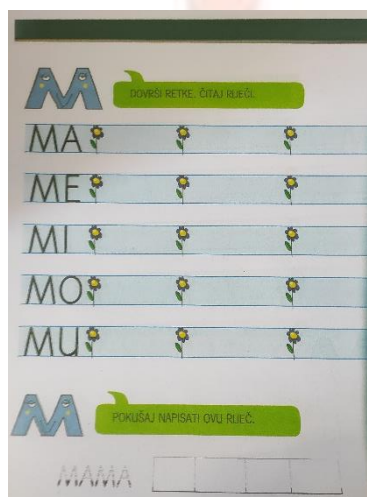 M
DOVRŠI RETKE. ČITAJ RIJEČI.
MA
ME
MI
MO
MU
M
POKUŠAJ NAPISATI OVU RIJEČ.
MAMA